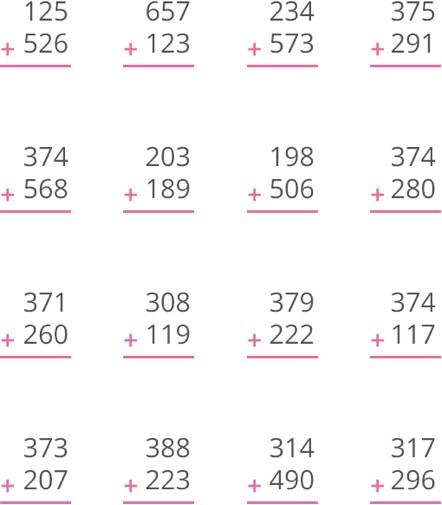 125 657 234 375
+ 526 + 123 + 573 + 291
374 203 198 374
+ 568 + 189 + 506 + 280
371 308 379 374
+ 260 + 119 + 222 + 117
373 388 314 317
+ 207 + 223 + 490 + 296